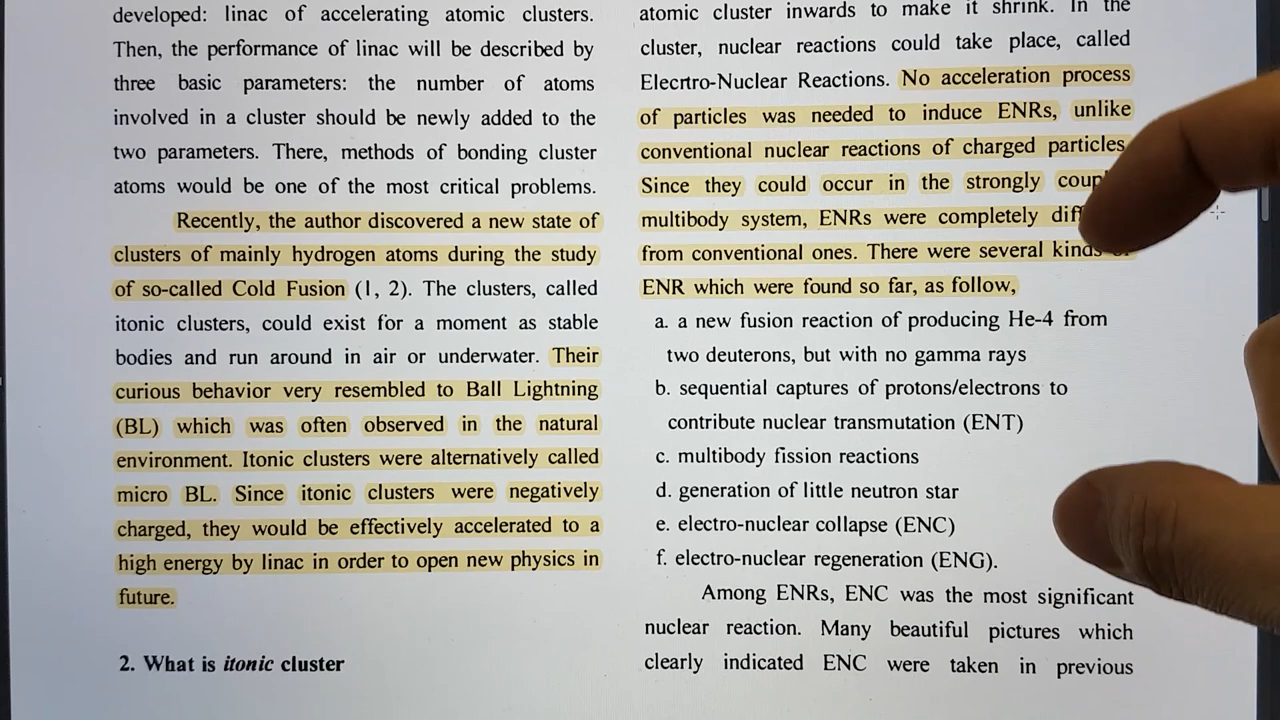 developed: linac of accelerating atomic clusters.
Then, the performance of linac will be described by
three basic parameters: the number of atoms
involved in a cluster should be newly added to the
two parameters. There, methods of bonding cluster
atoms would be one of the most critical problems.
Recently, the author discovered a new state of
clusters of mainly hydrogen atoms during the study
of so-called Cold Fusion (1, 2). The clusters, called
itonic clusters, could exist for a moment as stable
bodies and run around in air or underwater. Their
curious behavior very resembled to Ball Lightning
(BL) which was often observed in the natural
environment. Itonic clusters were alternatively called
micro BL. Since itonic clusters were negatively
charged, they would be effectively accelerated to a
high energy by linac in order to open new physics in
future.
2. What is itonic cluster
atomic cluster inwards to make it shrink. In the
cluster, nuclear reactions could take place, called
Elecrtro-Nuclear Reactions. No acceleration process
of particles was needed to induce ENRs, unlike
conventional nuclear reactions of charged particles.
Since they could occur in the strongly
multibody system, ENRs were completely
from conventional ones. There were several kinds
ENR which were found so far, as follow,
a. a new fusion reaction of producing He-4 from
two deuterons, but with no gamma rays
b. sequential captures of protons/electrons to
contribute nuclear transmutation (ENT)
c. multibody fission reactions
d. generation of little neutron star
e. electro-nuclear collapse (ENC)
f. electro-nuclear regeneration (ENG).
Among ENRs, ENC was the most significant
nuclear reaction. Many beautiful pictures which
clearly indicated ENC were taken in previous